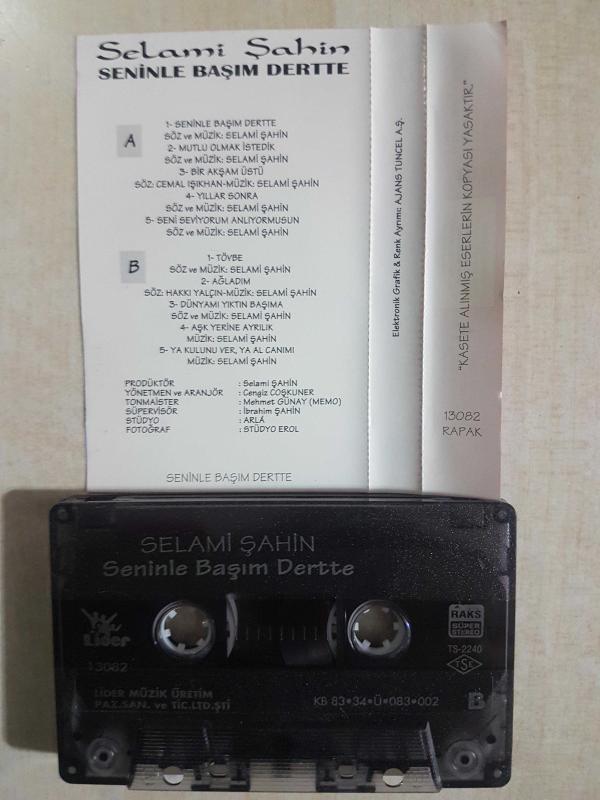 Selami Şahin
SENİNLE BAŞIM DERTTE
A
1- SENİNLE BAŞIM DERTTE
SÖZ ve MÜZİK: SELAMİ ŞAHİN
2- MUTLU OLMAK İSTEDİK
SÖZ ve MÜZİK: SELAMİ ŞAHİN
3- BİR AKŞAM ÜSTÜ
SÖZ: CEMAL IŞIKHAN-MÜZİK: SELAMİ ŞAHİN
4- YILLAR SONRA
SÖZ ve MÜZİK: SELAMİ ŞAHİN
5- SENİ SEVİYORUM ANLIYORMUSUN
SÖZ ve MÜZİK: SELAMİ ŞAHİN
B
1- TÖVBE
SÖZ ve MÜZİK: SELAMİ ŞAHİN
2- AĞLADIM
SÖZ: HAKKI YALÇIN-MÜZİK: SELAMİ ŞAHİN
3- DÜNYAMI YIKTIN BAŞIMA
SÖZ ve MÜZİK: SELAMİ ŞAHİN
4- AŞK YERİNE AYRILIK
MÜZİK: SELAMİ ŞAHİN
5- YA KULUNU VER, YA AL CANIMI
MÜZİK: SELAMİ ŞAHİN
PRODÜKTÖR : Selami ŞAHİN
YÖNETMEN ve ARANJÖR : Cengiz COŞKUNER
TONMAİSTER : Mehmet GÜNAY (MEMO)
SÜPERVİSÖR : İbrahim ŞAHİN
STÜDYO : ARLÁ
FOTOĞRAF : STÜDYO EROL
SENİNLE BAŞIM DERTTE
Elektronik Grafik & Renk Ayrımı: AJANS TUNCEL A.Ş.
"KASETE ALINMIŞ ESERLERİN KOPYASI YASAKTIR."
13082
RAPAK
SELAMİ ŞAHİN
Seninle Başım Dertte
Lider
13082
RAKS
SÜPER
STEREO
TS-2240
TSE
LİDER MÜZİK ÜRETİM
PAZ.SAN. ve TİC.LTD.ŞTİ
KB 83•34•Ü•083•002
B